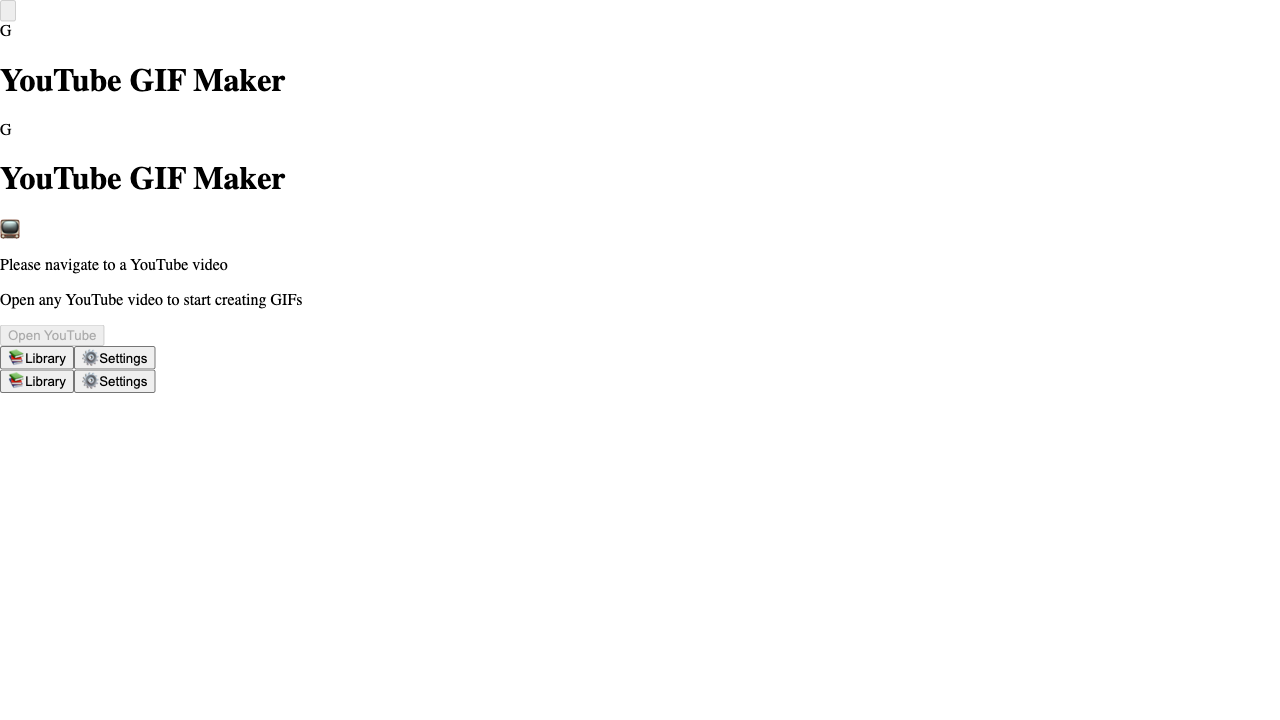 G
YouTube GIF Maker
G
YouTube GIF Maker
Please navigate to a YouTube video
Open any YouTube video to start creating GIFs
Open YouTube
Library Settings
Library Settings